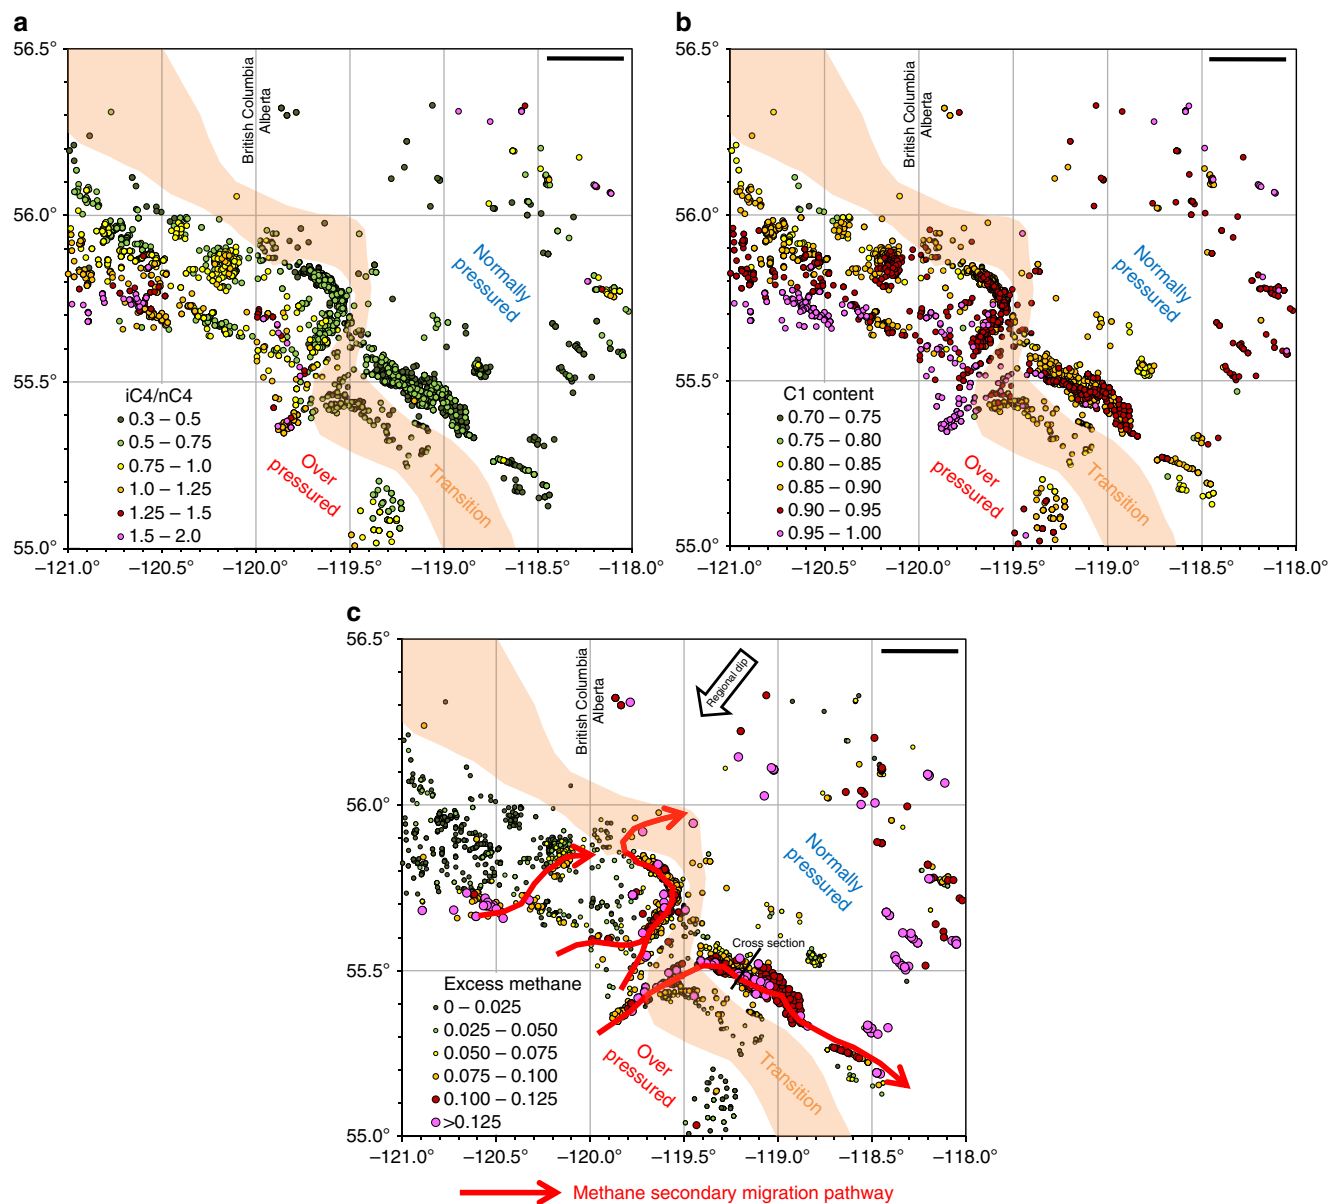 a
56.5°
56.0°
55.5°
55.0°
British Columbia
Alberta
Normally
pressured
Over
pressured
Transition
iC4/nC4
0.3 – 0.5
0.5 – 0.75
0.75 – 1.0
1.0 – 1.25
1.25 – 1.5
1.5 – 2.0
–121.0° –120.5° –120.0° –119.5° –119.0° –118.5° –118.0°
b
56.5°
56.0°
55.5°
55.0°
British Columbia
Alberta
Normally
pressured
Over
pressured
Transition
C1 content
0.70 – 0.75
0.75 – 0.80
0.80 – 0.85
0.85 – 0.90
0.90 – 0.95
0.95 – 1.00
–121.0° –120.5° –120.0° –119.5° –119.0° –118.5° –118.0°
c
56.5°
56.0°
55.5°
55.0°
British Columbia
Alberta
Regional dip
Normally
pressured
Cross section
Over
pressured
Transition
Excess methane
0 – 0.025
0.025 – 0.050
0.050 – 0.075
0.075 – 0.100
0.100 – 0.125
>0.125
–121.0° –120.5° –120.0° –119.5° –119.0° –118.5° –118.0°
Methane secondary migration pathway